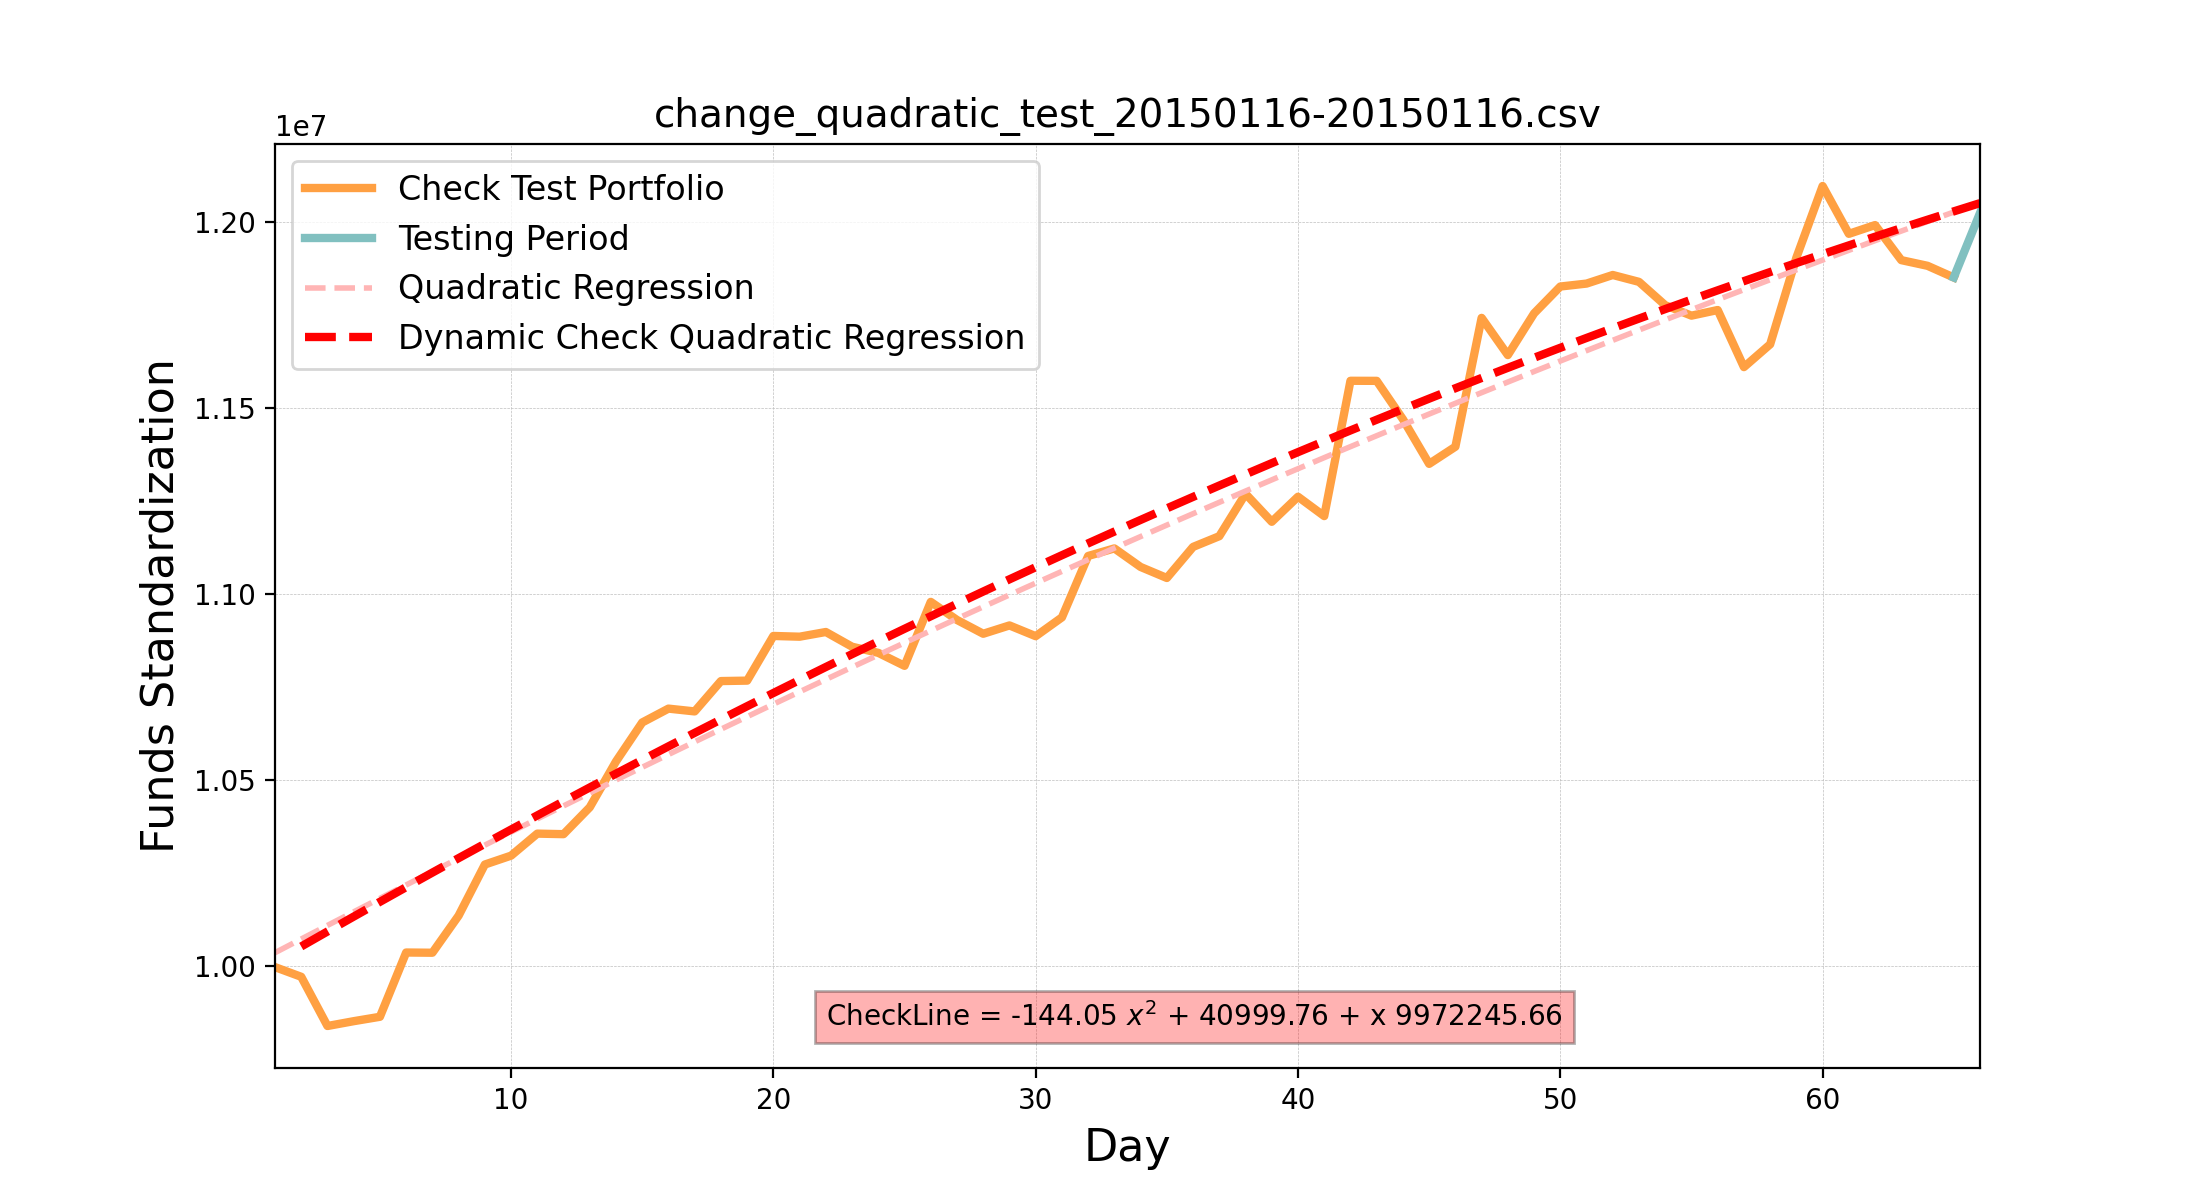 change_quadratic_test_20150116-20150116.csv
1e7
Check Test Portfolio
Testing Period
Quadratic Regression
Dynamic Check Quadratic Regression
1.20
1.15
1.10
1.05
1.00
Funds Standardization
CheckLine = -144.05 x² + 40999.76 + x 9972245.66
10 20 30 40 50 60
Day